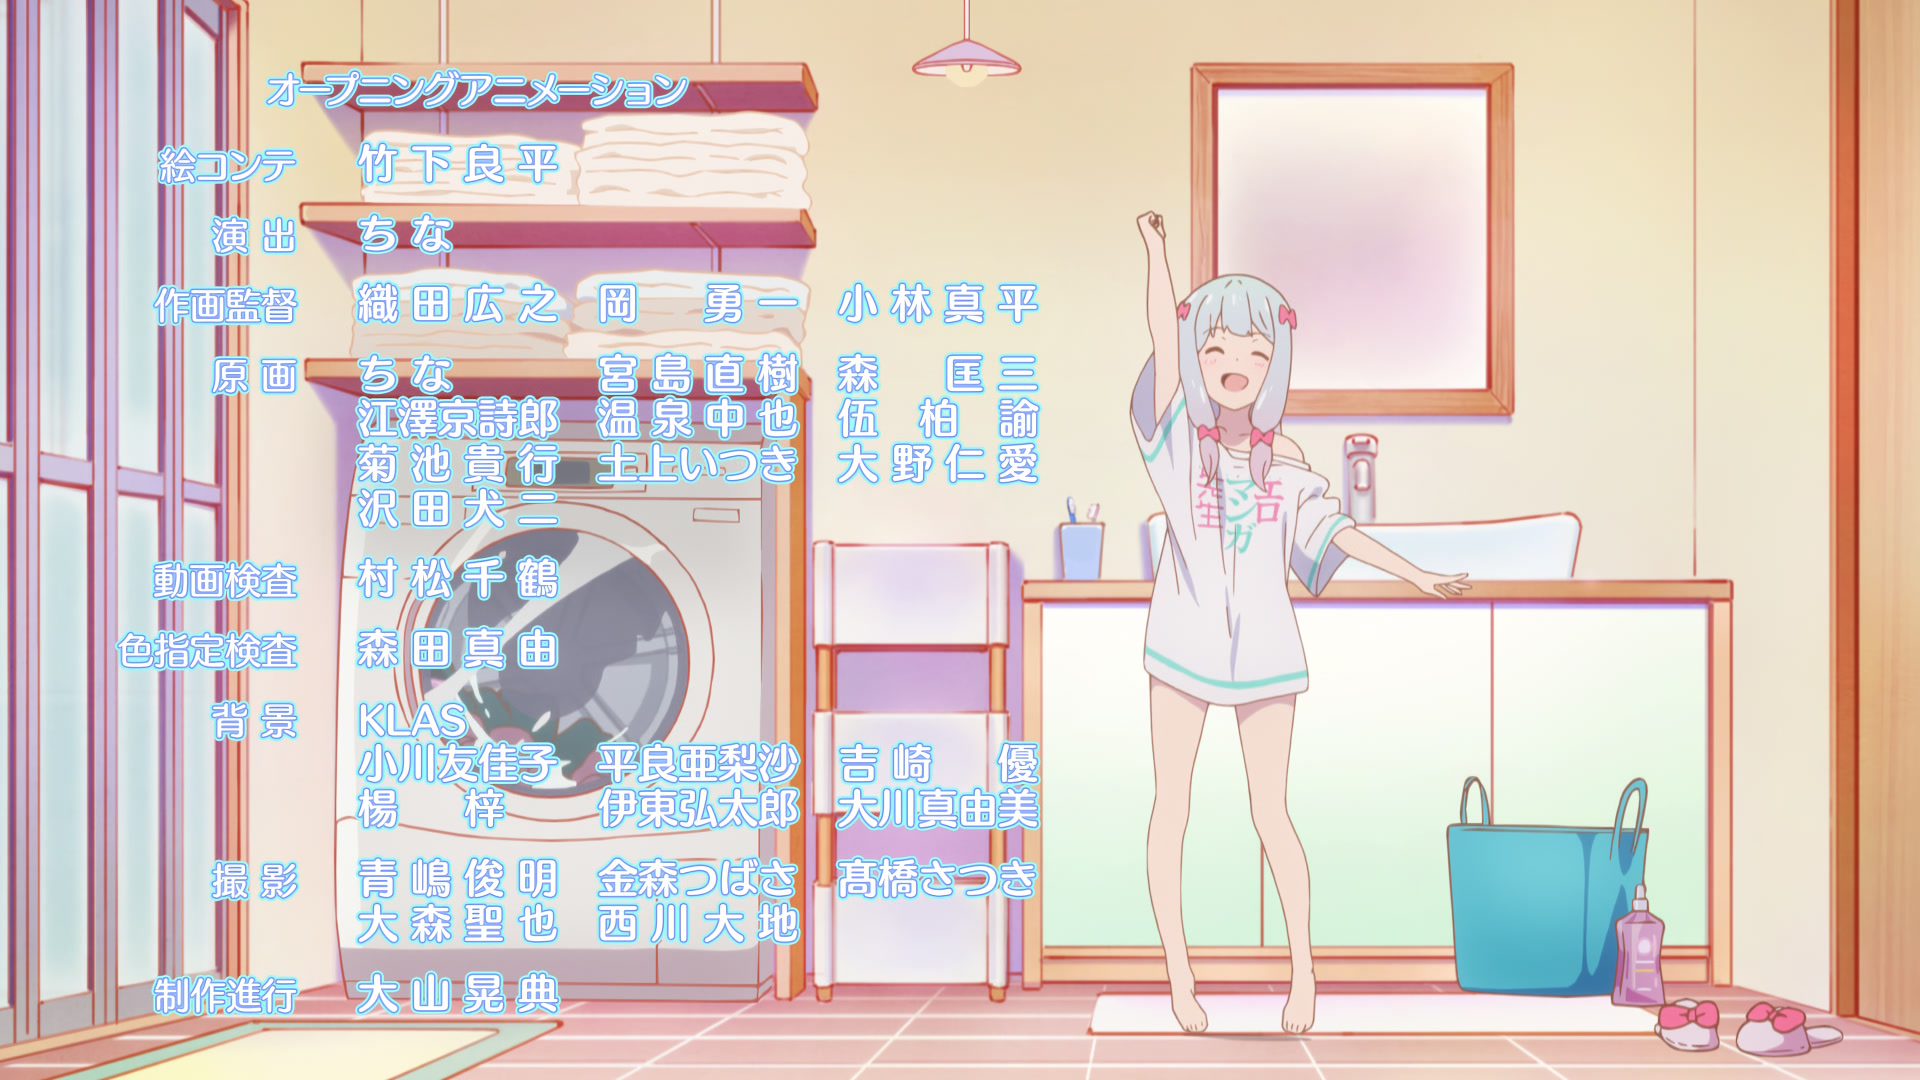 オープニングアニメーション
絵コンテ 竹下良平
演出 ちな
作画監督 織田広之 岡勇一 小林真平
原画 ちな 宮島直樹 森匡三
江澤京詩郎 温泉中也 伍柏諭
菊池貴行 土上いつき 大野仁愛
沢田犬二
動画検査 村松千鶴
色指定検査 森田真由
背景 KLAS
小川友佳子 平良亜梨沙 吉崎優
楊梓 伊東弘太郎 大川真由美
撮影 青嶋俊明 金森つばさ 髙橋さつき
大森聖也 西川大地
制作進行 大山晃典
エロ
マンガ
先生